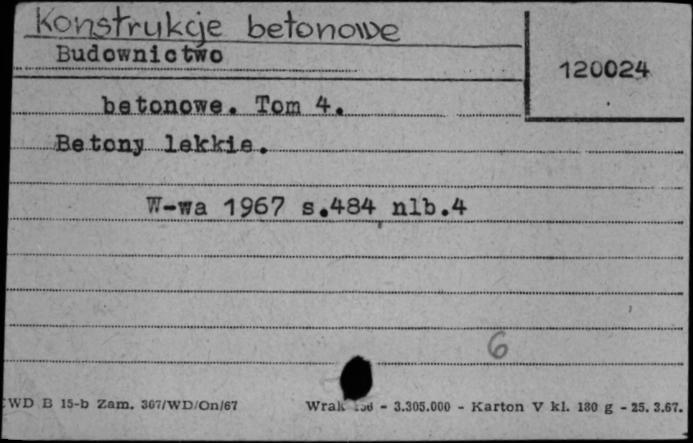 Konstrukcje betonowe
Budownictwo
120024
betonowe. Tom 4.
Betony lekkie.
W-wa 1967 s.484 nlb.4
6
WD B 15-b Zam. 367/WD/On/67
- 3.305.000 - Karton V kl. 180 g - 25. 3.67.